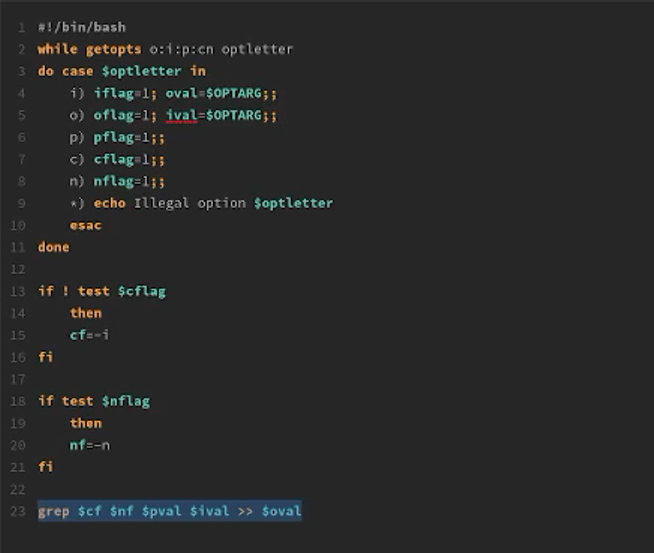 1 #!/bin/bash
2 while getopts o:i:p:cn optletter
3 do case $optletter in
4 i) iflag=1; oval=$OPTARG;;
5 o) oflag=1; ival=$OPTARG;;
6 p) pflag=1;;
7 c) cflag=1;;
8 n) nflag=1;;
9 *) echo Illegal option $optletter
10 esac
11 done
12
13 if ! test $cflag
14 then
15 cf=-i
16 fi
17
18 if test $nflag
19 then
20 nf=-n
21 fi
22
23 grep $cf $nf $pval $ival >> $oval